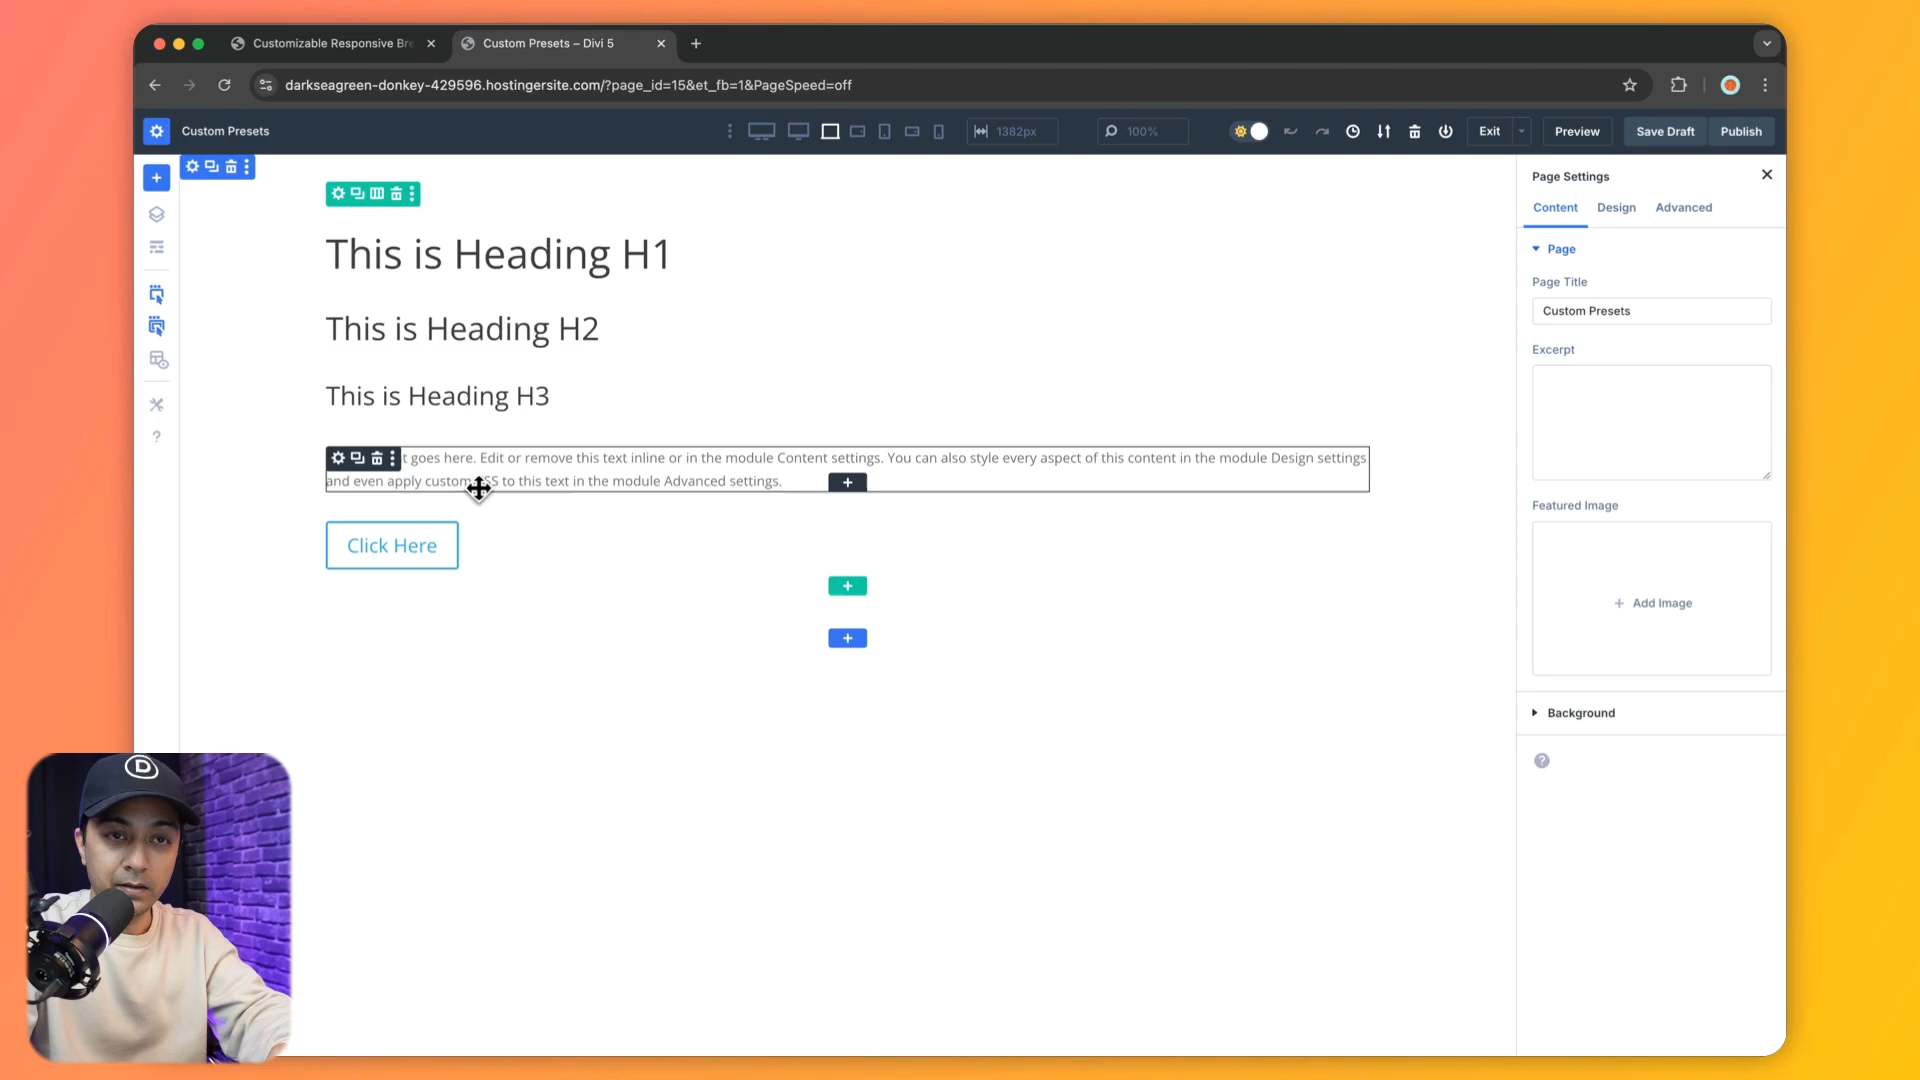 Customizable Responsive Bre
Custom Presets – Divi 5
darkseagreen-donkey-429596.hostingersite.com/?page_id=15&et_fb=1&PageSpeed=off
Custom Presets
1382px
100%
Exit
Preview
Save Draft
Publish
Page Settings
Content
Design
Advanced
This is Heading H1
Page
Page Title
Custom Presets
This is Heading H2
Excerpt
This is Heading H3
t goes here. Edit or remove this text inline or in the module Content settings. You can also style every aspect of this content in the module Design settings
and even apply custom CSS to this text in the module Advanced settings.
Featured Image
Click Here
Add Image
Background
D